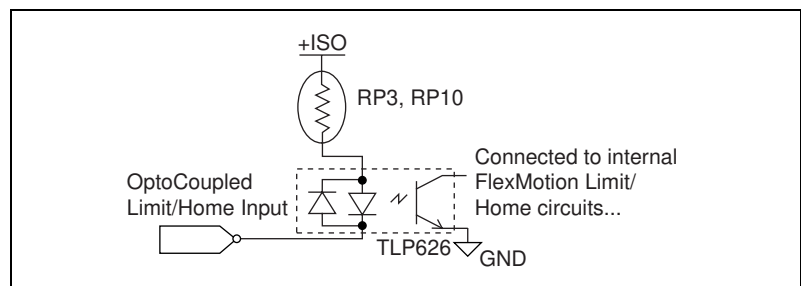 +ISO
RP3, RP10
OptoCoupled
Limit/Home Input
Connected to internal
FlexMotion Limit/
Home circuits...
TLP626
GND